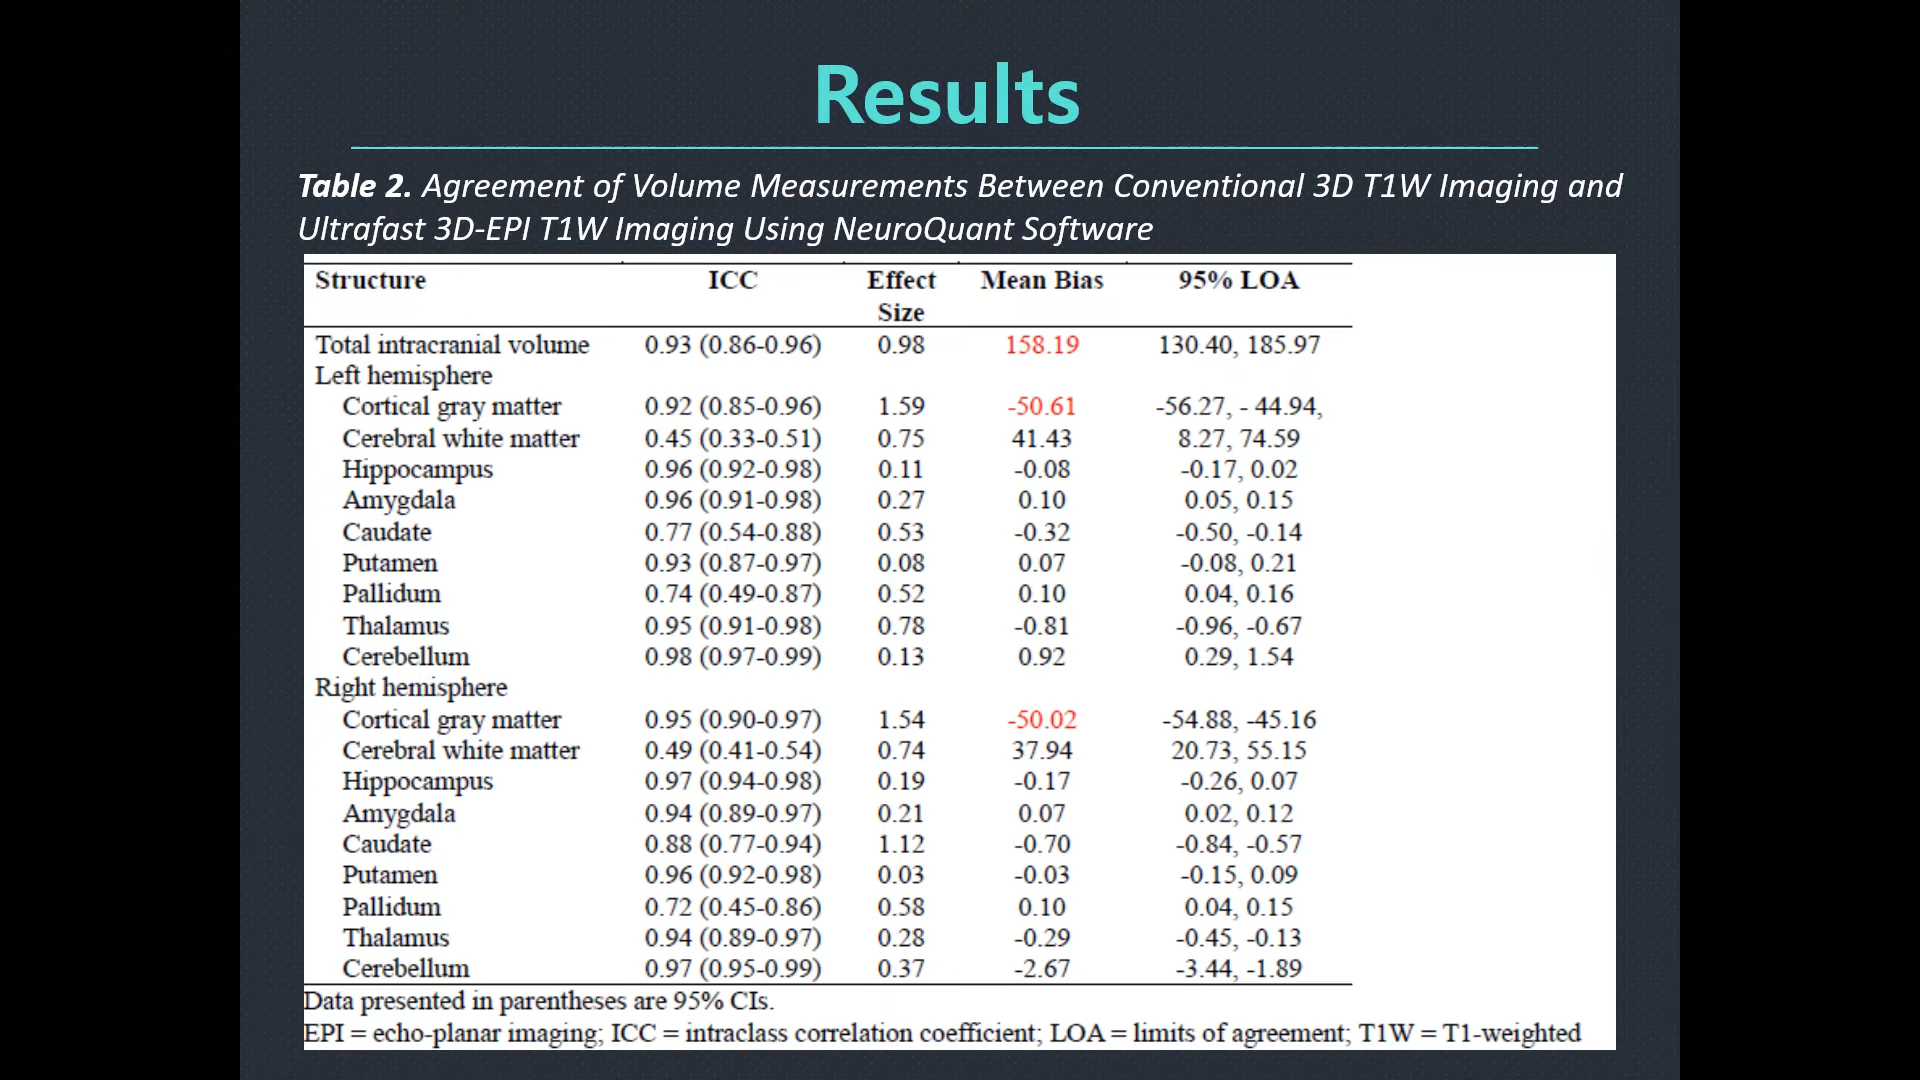 Results
Table 2. Agreement of Volume Measurements Between Conventional 3D T1W Imaging and
Ultrafast 3D-EPI T1W Imaging Using NeuroQuant Software
Structure ICC Effect Size Mean Bias 95% LOA
Total intracranial volume 0.93 (0.86-0.96) 0.98 158.19 130.40, 185.97
Left hemisphere
Cortical gray matter 0.92 (0.85-0.96) 1.59 -50.61 -56.27, - 44.94,
Cerebral white matter 0.45 (0.33-0.51) 0.75 41.43 8.27, 74.59
Hippocampus 0.96 (0.92-0.98) 0.11 -0.08 -0.17, 0.02
Amygdala 0.96 (0.91-0.98) 0.27 0.10 0.05, 0.15
Caudate 0.77 (0.54-0.88) 0.53 -0.32 -0.50, -0.14
Putamen 0.93 (0.87-0.97) 0.08 0.07 -0.08, 0.21
Pallidum 0.74 (0.49-0.87) 0.52 0.10 0.04, 0.16
Thalamus 0.95 (0.91-0.98) 0.78 -0.81 -0.96, -0.67
Cerebellum 0.98 (0.97-0.99) 0.13 0.92 0.29, 1.54
Right hemisphere
Cortical gray matter 0.95 (0.90-0.97) 1.54 -50.02 -54.88, -45.16
Cerebral white matter 0.49 (0.41-0.54) 0.74 37.94 20.73, 55.15
Hippocampus 0.97 (0.94-0.98) 0.19 -0.17 -0.26, 0.07
Amygdala 0.94 (0.89-0.97) 0.21 0.07 0.02, 0.12
Caudate 0.88 (0.77-0.94) 1.12 -0.70 -0.84, -0.57
Putamen 0.96 (0.92-0.98) 0.03 -0.03 -0.15, 0.09
Pallidum 0.72 (0.45-0.86) 0.58 0.10 0.04, 0.15
Thalamus 0.94 (0.89-0.97) 0.28 -0.29 -0.45, -0.13
Cerebellum 0.97 (0.95-0.99) 0.37 -2.67 -3.44, -1.89
Data presented in parentheses are 95% CIs.
EPI = echo-planar imaging; ICC = intraclass correlation coefficient; LOA = limits of agreement; T1W = T1-weighted